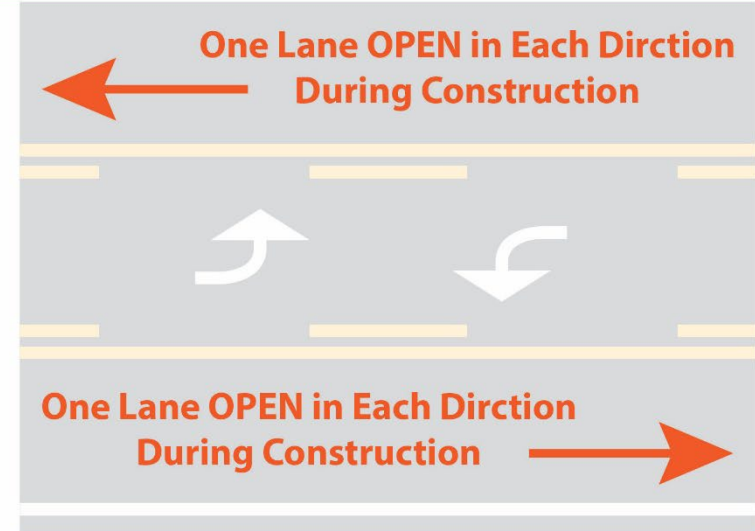 One Lane OPEN in Each Dirction
During Construction
One Lane OPEN in Each Dirction
During Construction